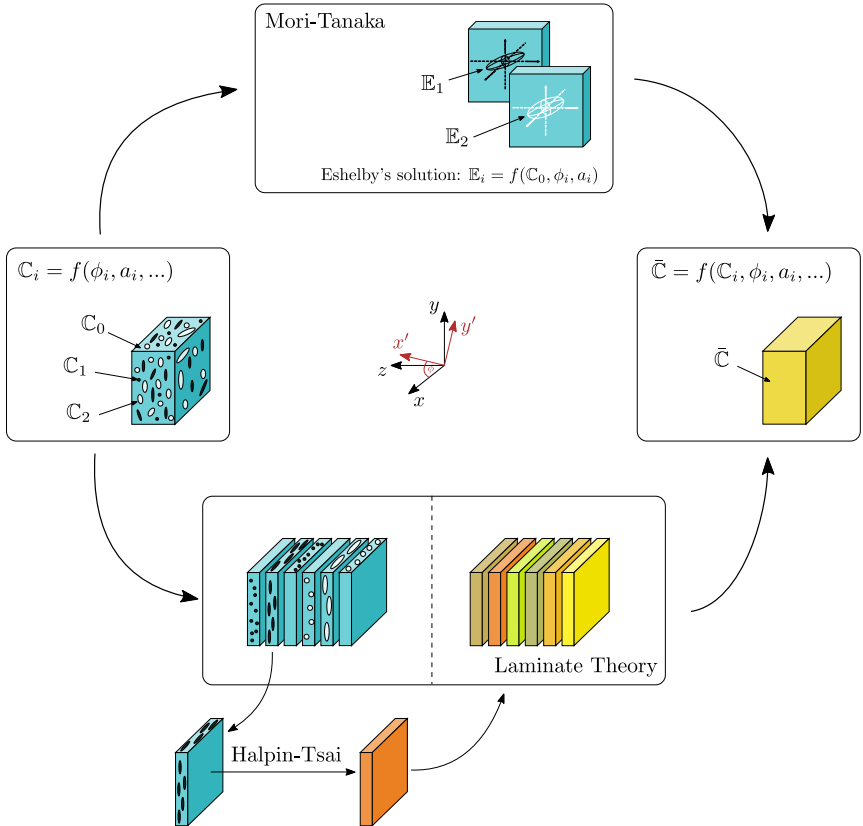 Mori-Tanaka
𝔼₁
𝔼₂
Eshelby's solution: 𝔼ᵢ = f(ℂ₀, ϕᵢ, aᵢ)
ℂᵢ = f(ϕᵢ, aᵢ, ...)
ℂ₀
ℂ₁
ℂ₂
y
y′
x′
ϕ
z
x
ℂ̄ = f(ℂᵢ, ϕᵢ, aᵢ, ...)
ℂ̄
Laminate Theory
Halpin-Tsai